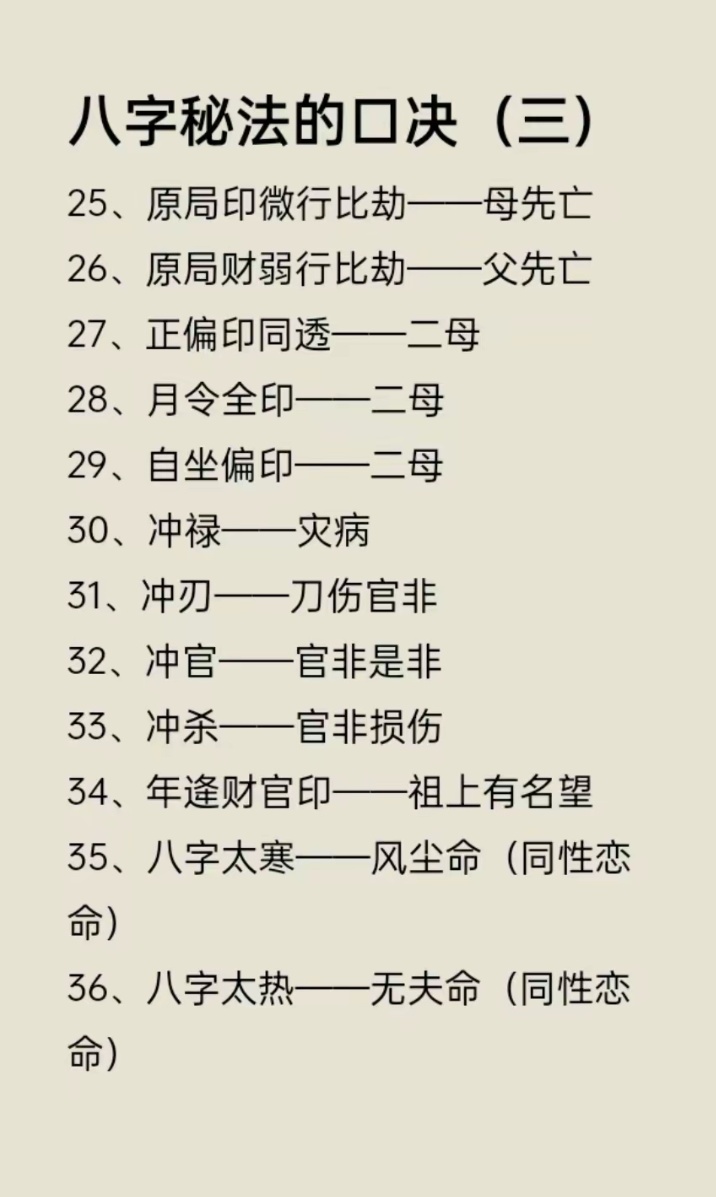 八字秘法的口决（三）
25、原局印微行比劫——母先亡
26、原局财弱行比劫——父先亡
27、正偏印同透——二母
28、月令全印——二母
29、自坐偏印——二母
30、冲禄——灾病
31、冲刃——刀伤官非
32、冲官——官非是非
33、冲杀——官非损伤
34、年逄财官印——祖上有名望
35、八字太寒——风尘命（同性恋
命）
36、八字太热——无夫命（同性恋
命）